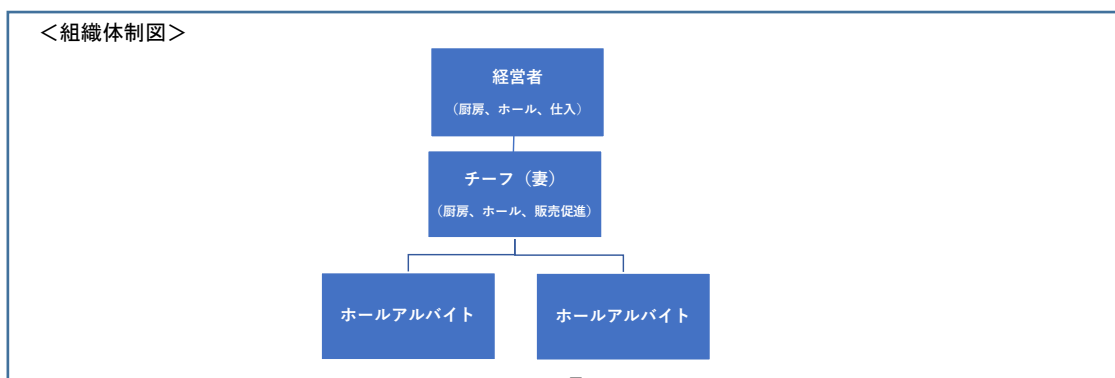 ＜組織体制図＞
経営者
（厨房、ホール、仕入）
チーフ（妻）
（厨房、ホール、販売促進）
ホールアルバイト
ホールアルバイト